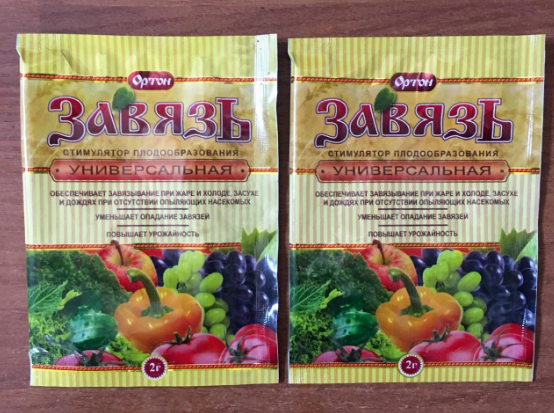 Ортон
ЗавязЬ
СТИМУЛЯТОР ПЛОДООБРАЗОВАНИЯ
УНИВЕРСАЛЬНАЯ
ОБЕСПЕЧИВАЕТ ЗАВЯЗЫВАНИЕ ПРИ ЖАРЕ И ХОЛОДЕ, ЗАСУХЕ
И ДОЖДЯХ ПРИ ОТСУТСТВИИ ОПЫЛЯЮЩИХ НАСЕКОМЫХ
УМЕНЬШАЕТ ОПАДАНИЕ ЗАВЯЗЕЙ
ПОВЫШАЕТ УРОЖАЙНОСТЬ
2г
Ортон
ЗавязЬ
СТИМУЛЯТОР ПЛОДООБРАЗОВАНИЯ
УНИВЕРСАЛЬНАЯ
ОБЕСПЕЧИВАЕТ ЗАВЯЗЫВАНИЕ ПРИ ЖАРЕ И ХОЛОДЕ, ЗАСУХЕ
И ДОЖДЯХ ПРИ ОТСУТСТВИИ ОПЫЛЯЮЩИХ НАСЕКОМЫХ
УМЕНЬШАЕТ ОПАДАНИЕ ЗАВЯЗЕЙ
ПОВЫШАЕТ УРОЖАЙНОСТЬ
2г